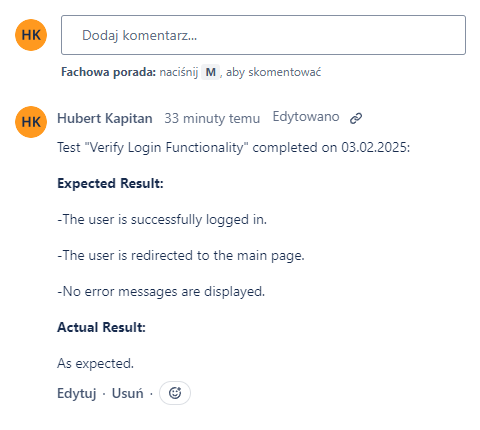 HK
Dodaj komentarz...
Fachowa porada: naciśnij M, aby skomentować
HK
Hubert Kapitan 33 minuty temu Edytowano
Test "Verify Login Functionality" completed on 03.02.2025:
Expected Result:
-The user is successfully logged in.
-The user is redirected to the main page.
-No error messages are displayed.
Actual Result:
As expected.
Edytuj · Usuń ·